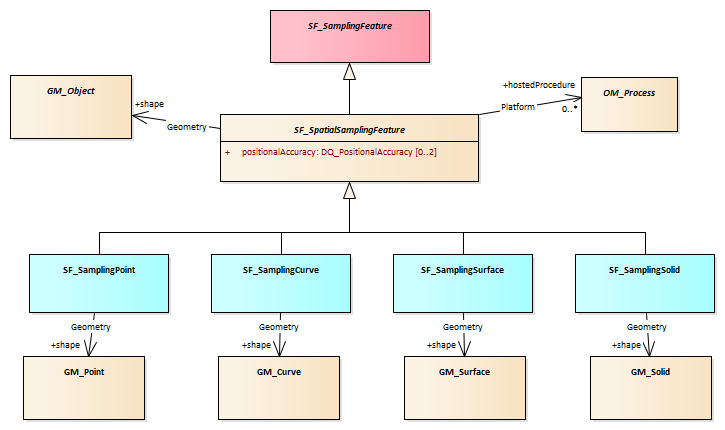 SF_SamplingFeature
GM_Object
+shape
Geometry
+hostedProcedure
Platform
0..*
OM_Process
SF_SpatialSamplingFeature
+ positionalAccuracy: DQ_PositionalAccuracy [0..2]
SF_SamplingPoint
SF_SamplingCurve
SF_SamplingSurface
SF_SamplingSolid
Geometry
Geometry
Geometry
Geometry
+shape
+shape
+shape
+shape
GM_Point
GM_Curve
GM_Surface
GM_Solid